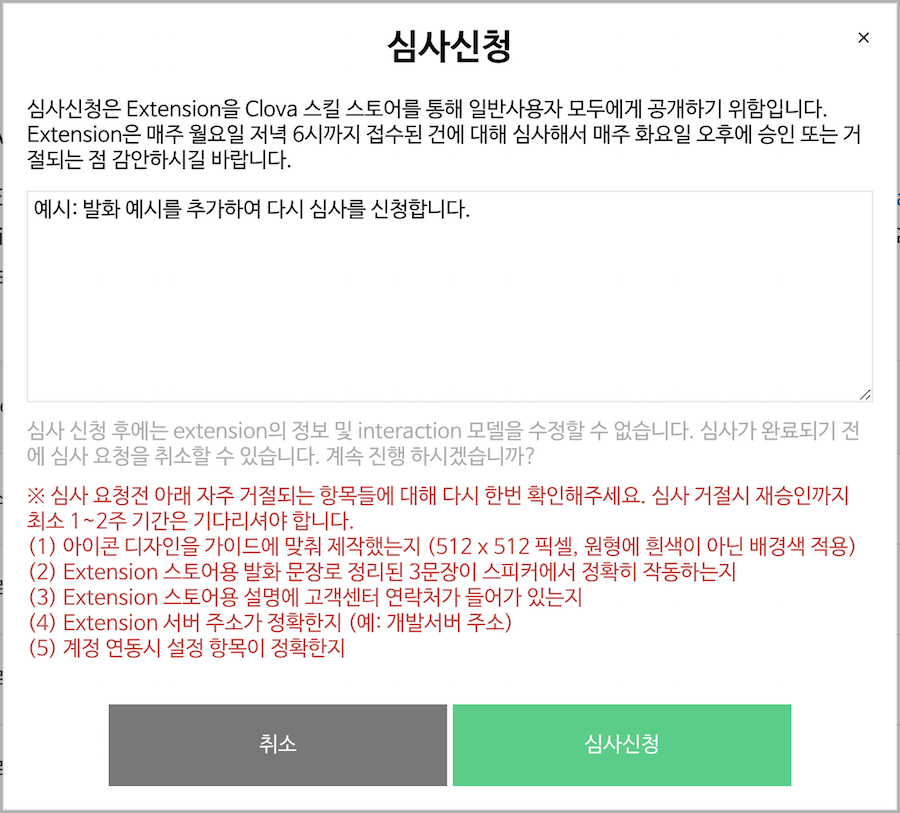 심사신청
×
심사신청은 Extension을 Clova 스킬 스토어를 통해 일반사용자 모두에게 공개하기 위함입니다.
Extension은 매주 월요일 저녁 6시까지 접수된 건에 대해 심사해서 매주 화요일 오후에 승인 또는 거
절되는 점 감안하시길 바랍니다.
예시: 발화 예시를 추가하여 다시 심사를 신청합니다.
심사 신청 후에는 extension의 정보 및 interaction 모델을 수정할 수 없습니다. 심사가 완료되기 전
에 심사 요청을 취소할 수 있습니다. 계속 진행 하시겠습니까?
※ 심사 요청전 아래 자주 거절되는 항목들에 대해 다시 한번 확인해주세요. 심사 거절시 재승인까지
최소 1~2주 기간은 기다리셔야 합니다.
(1) 아이콘 디자인을 가이드에 맞춰 제작했는지 (512 x 512 픽셀, 원형에 흰색이 아닌 배경색 적용)
(2) Extension 스토어용 발화 문장로 정리된 3문장이 스피커에서 정확히 작동하는지
(3) Extension 스토어용 설명에 고객센터 연락처가 들어가 있는지
(4) Extension 서버 주소가 정확한지 (예: 개발서버 주소)
(5) 계정 연동시 설정 항목이 정확한지
취소
심사신청